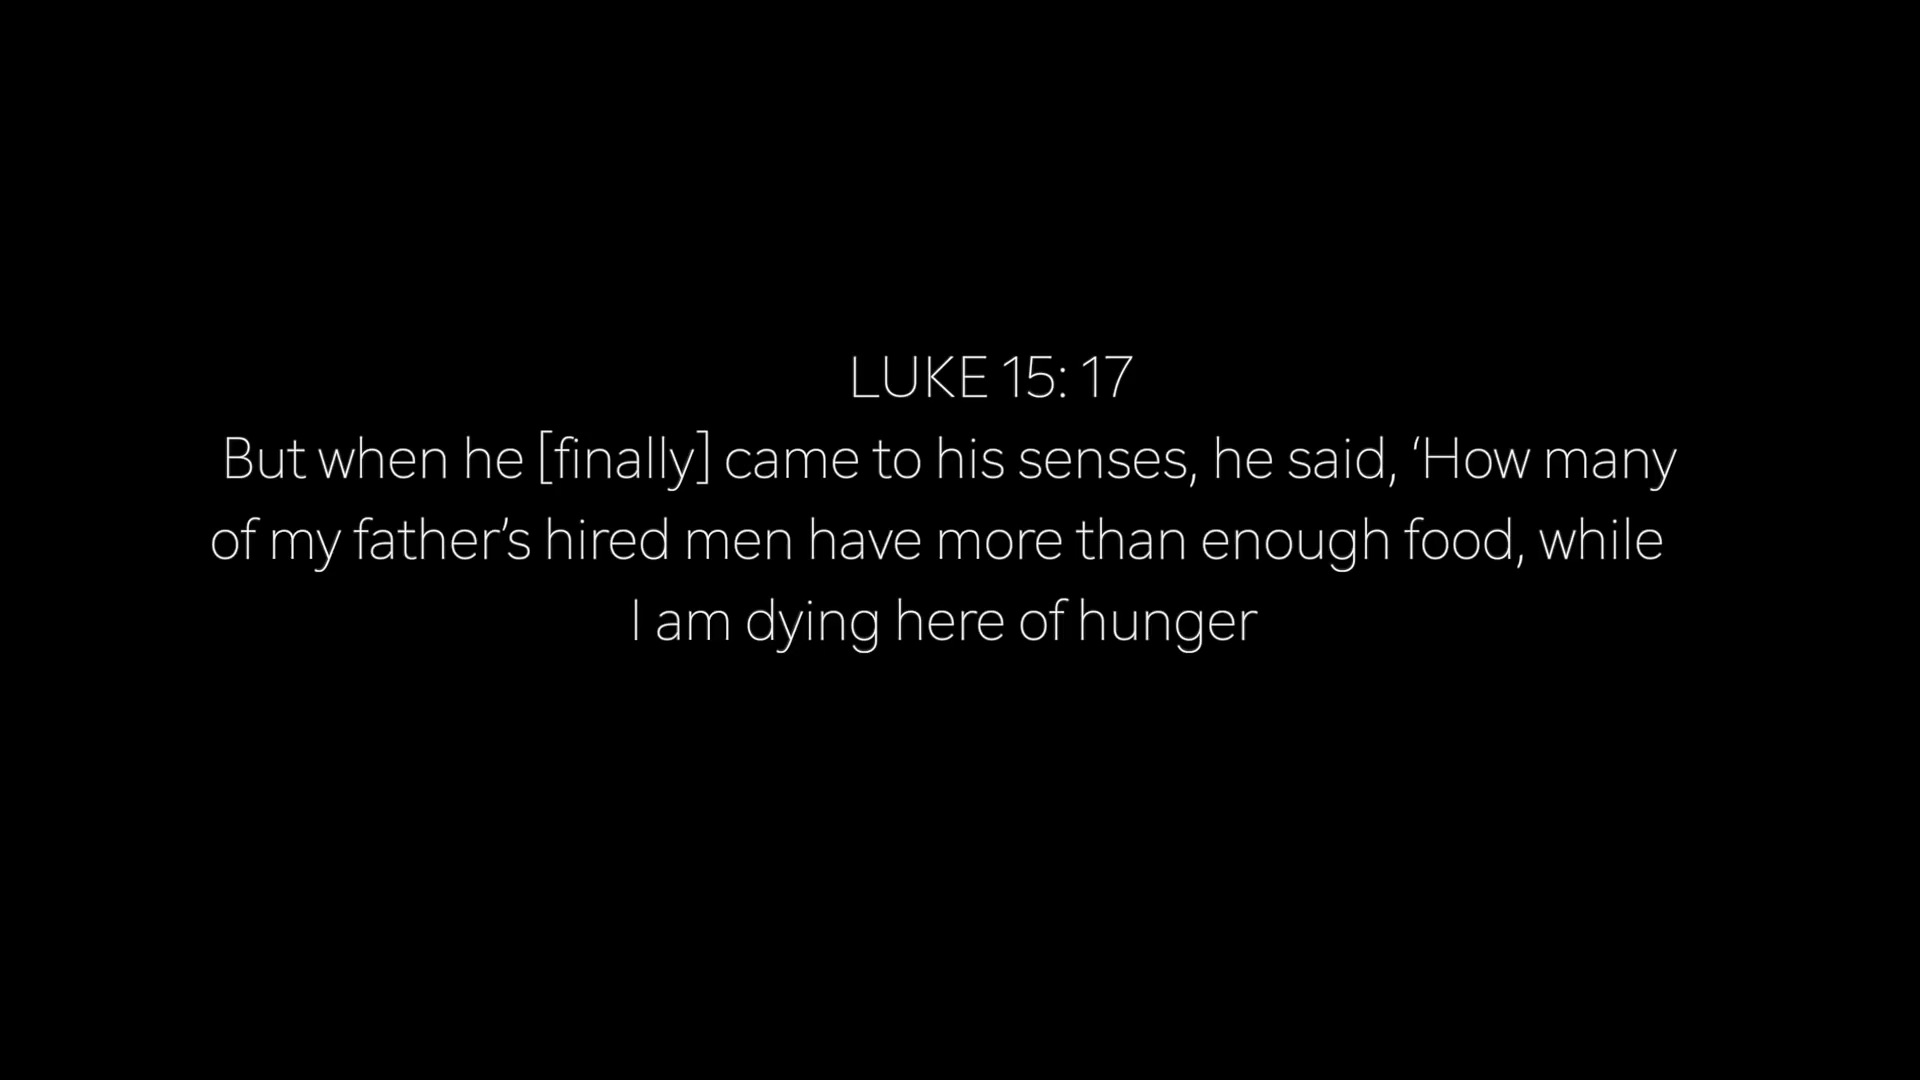 LUKE 15: 17
But when he [finally] came to his senses, he said, ‘How many
of my father’s hired men have more than enough food, while
I am dying here of hunger